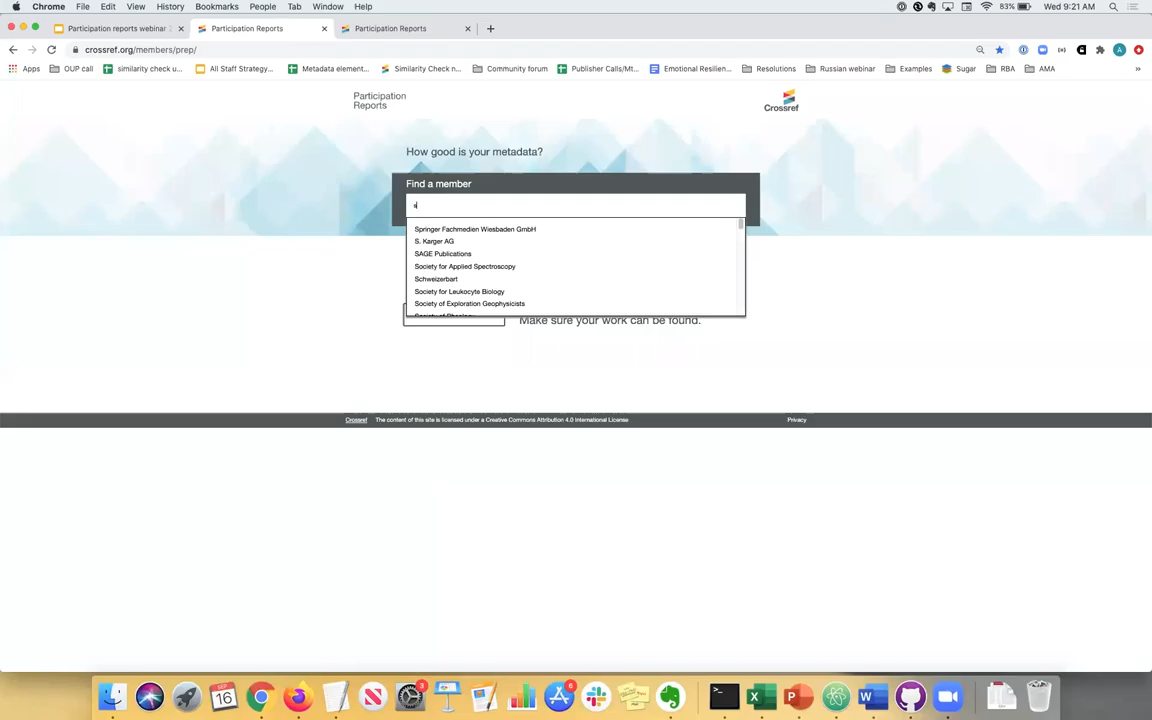 Chrome File Edit View History Bookmarks People Tab Window Help 83% Wed 9:21 AM
Participation reports webinar Participation Reports Participation Reports
crossref.org/members/prep/
Apps OUP call similarity check u... All Staff Strategy... Metadata element... Similarity Check n... Community forum Publisher Calls/Mt... Emotional Resilien... Resolutions Russian webinar Examples Sugar RBA AMA »
Participation
Reports
Crossref
How good is your metadata?
Find a member
s
Springer Fachmedien Wiesbaden GmbH
S. Karger AG
SAGE Publications
Society for Applied Spectroscopy
Schweizerbart
Society for Leukocyte Biology
Society of Exploration Geophysicists
Make sure your work can be found.
Crossref The content of this site is licensed under a Creative Commons Attribution 4.0 International License Privacy
SEP
16
3
6